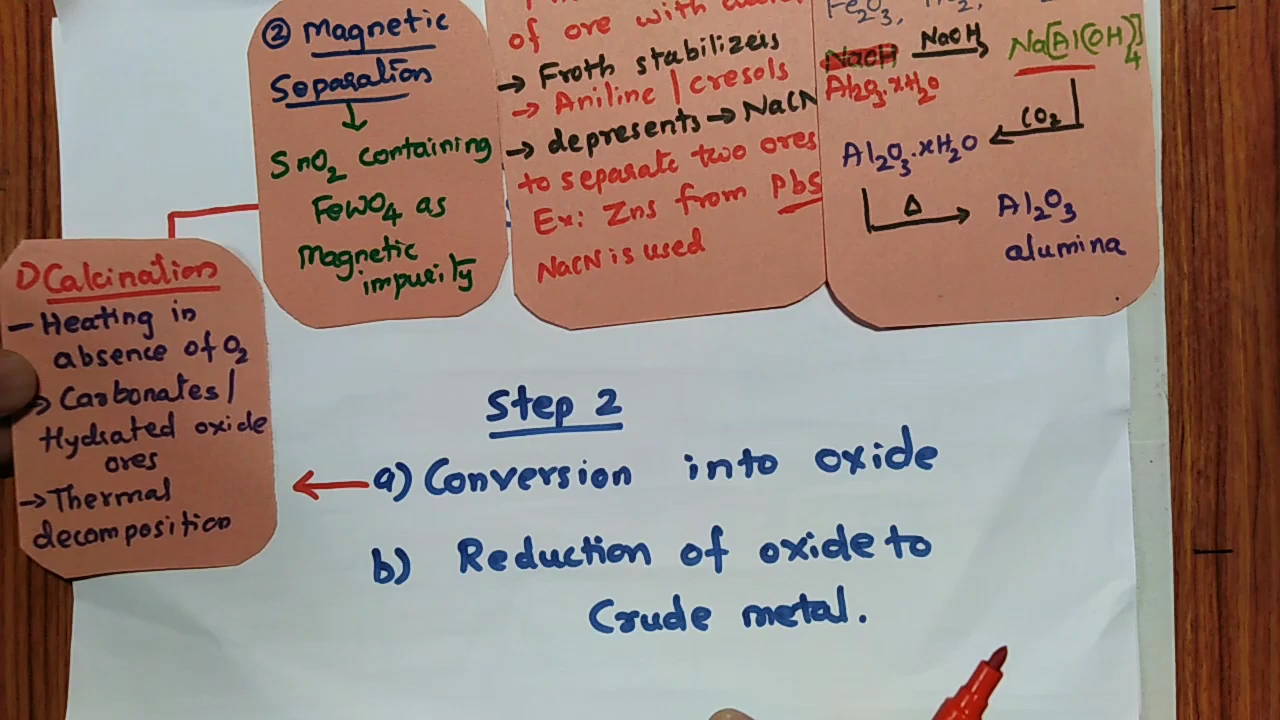 ② Magnetic
Separation
SnO2 containing
FeWO4 as
Magnetic
impurity
of ore with
→ Froth stabilizers
→ Aniline / cresols
→ depresents → NaCN
to separate two ores
Ex: Zns from PbS
NaCN is used
Fe2O3,
NaOH NaOH Na[Al(OH)]4
Al2O3.xH2O
CO2
Al2O3.xH2O
Δ Al2O3
alumina
1) Calcination
- Heating in
absence of O2
→ Carbonates /
Hydrated oxide
ores
→ Thermal
decomposition
Step 2
a) Conversion into oxide
b) Reduction of oxide to
Crude metal.